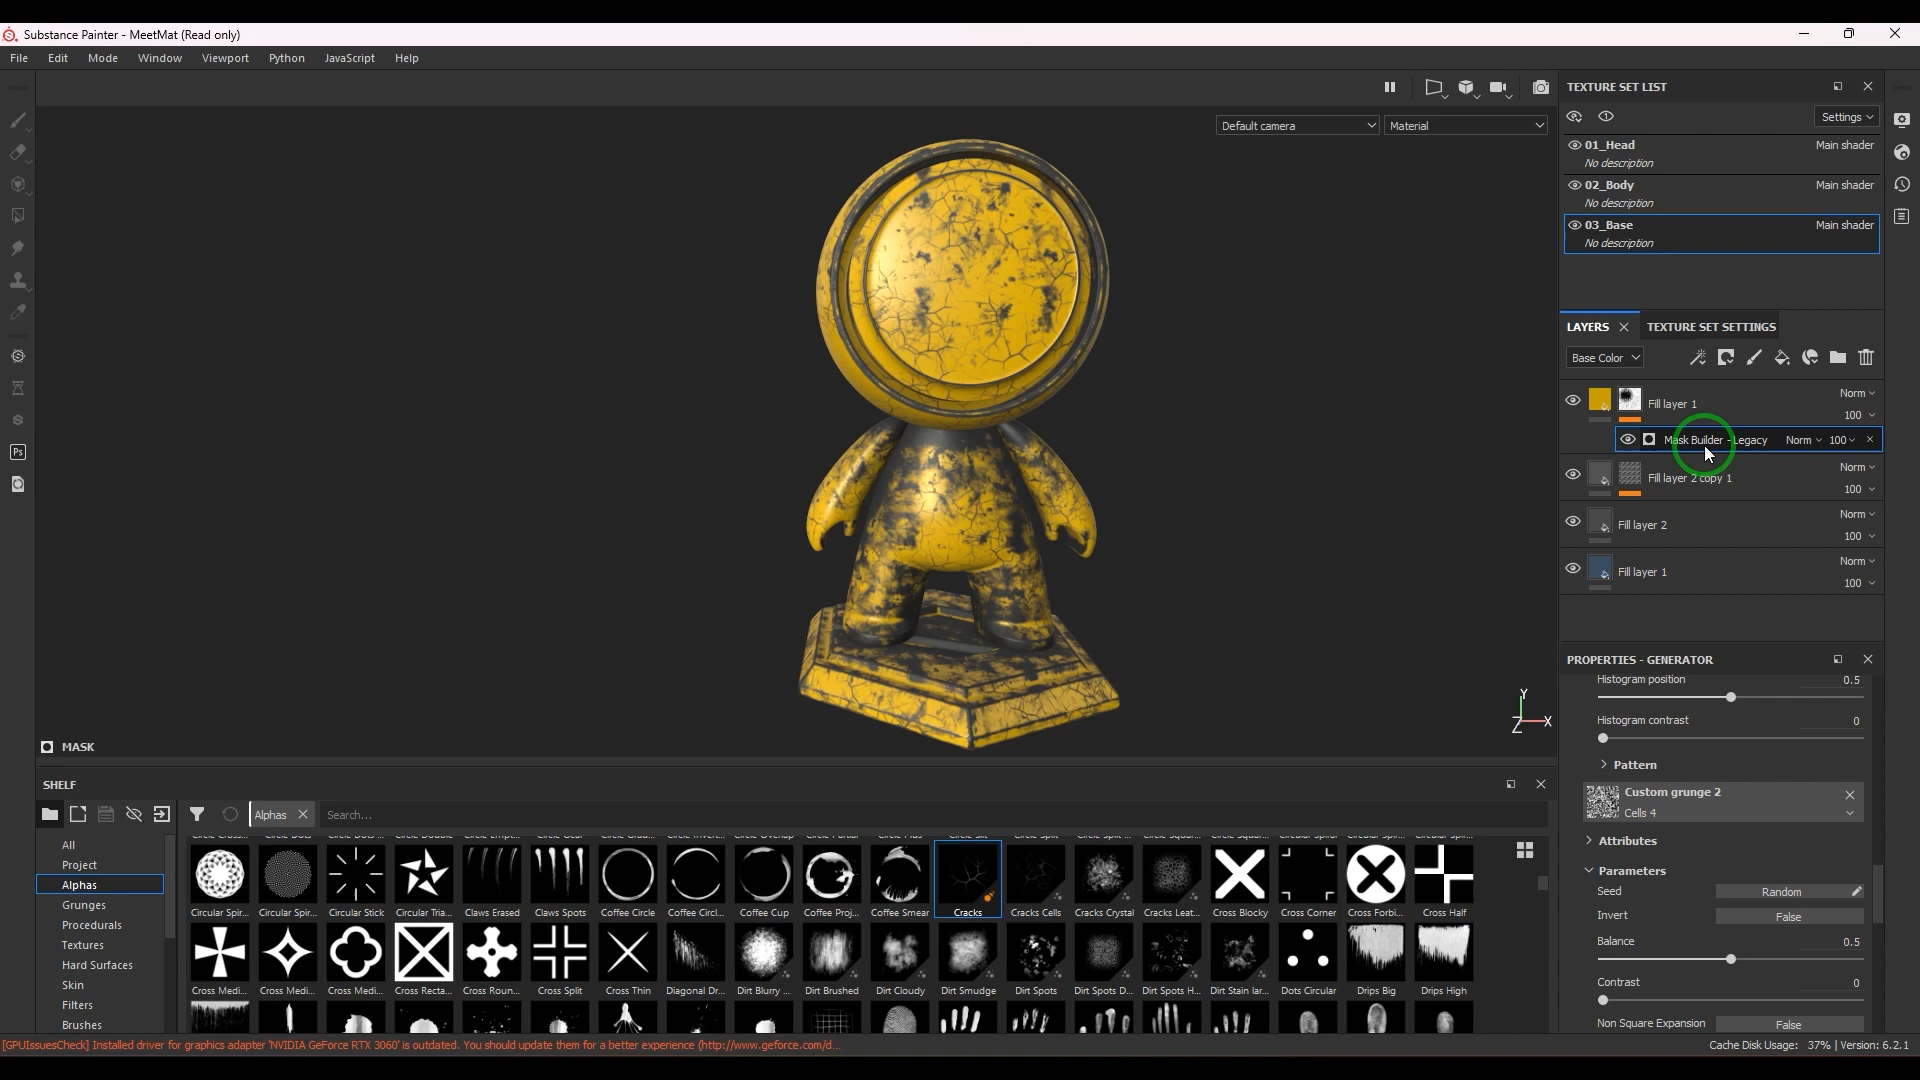 Substance Painter - MeetMat (Read only)
File Edit Mode Window Viewport Python JavaScript Help
Default camera
Material
MASK
TEXTURE SET LIST
Settings
01_Head Main shader
No description
02_Body Main shader
No description
03_Base Main shader
No description
LAYERS TEXTURE SET SETTINGS
Base Color
Norm
Fill layer 1
100
Mask Builder - Legacy Norm 100
Norm
Fill layer 2 copy 1
100
Norm
Fill layer 2
100
Norm
Fill layer 1
100
PROPERTIES - GENERATOR
Histogram position 0.5
Histogram contrast 0
Pattern
Custom grunge 2
Cells 4
Attributes
Parameters
Seed Random
Invert False
Balance 0.5
Contrast 0
Non Square Expansion False
SHELF
Alphas Search...
All
Project
Alphas
Grunges
Procedurals
Textures
Hard Surfaces
Skin
Filters
Brushes
Circular Spir... Circular Spir... Circular Stick Circular Tria... Claws Erased Claws Spots Coffee Circle Coffee Circl... Coffee Cup Coffee Proj... Coffee Smear Cracks Cracks Cells Cracks Crystal Cracks Leat... Cross Blocky Cross Corner Cross Forbi... Cross Half
Cross Medi... Cross Medi... Cross Medi... Cross Recta... Cross Roun... Cross Split Cross Thin Diagonal Dr... Dirt Blurry ... Dirt Brushed Dirt Cloudy Dirt Smudge Dirt Spots Dirt Spots D... Dirt Spots H... Dirt Stain lar... Dots Circular Drips Big Drips High
[GPUIssuesCheck] Installed driver for graphics adapter 'NVIDIA GeForce RTX 3060' is outdated. You should update them for a better experience (http://www.geforce.com/d...
Cache Disk Usage: 37% | Version: 6.2.1